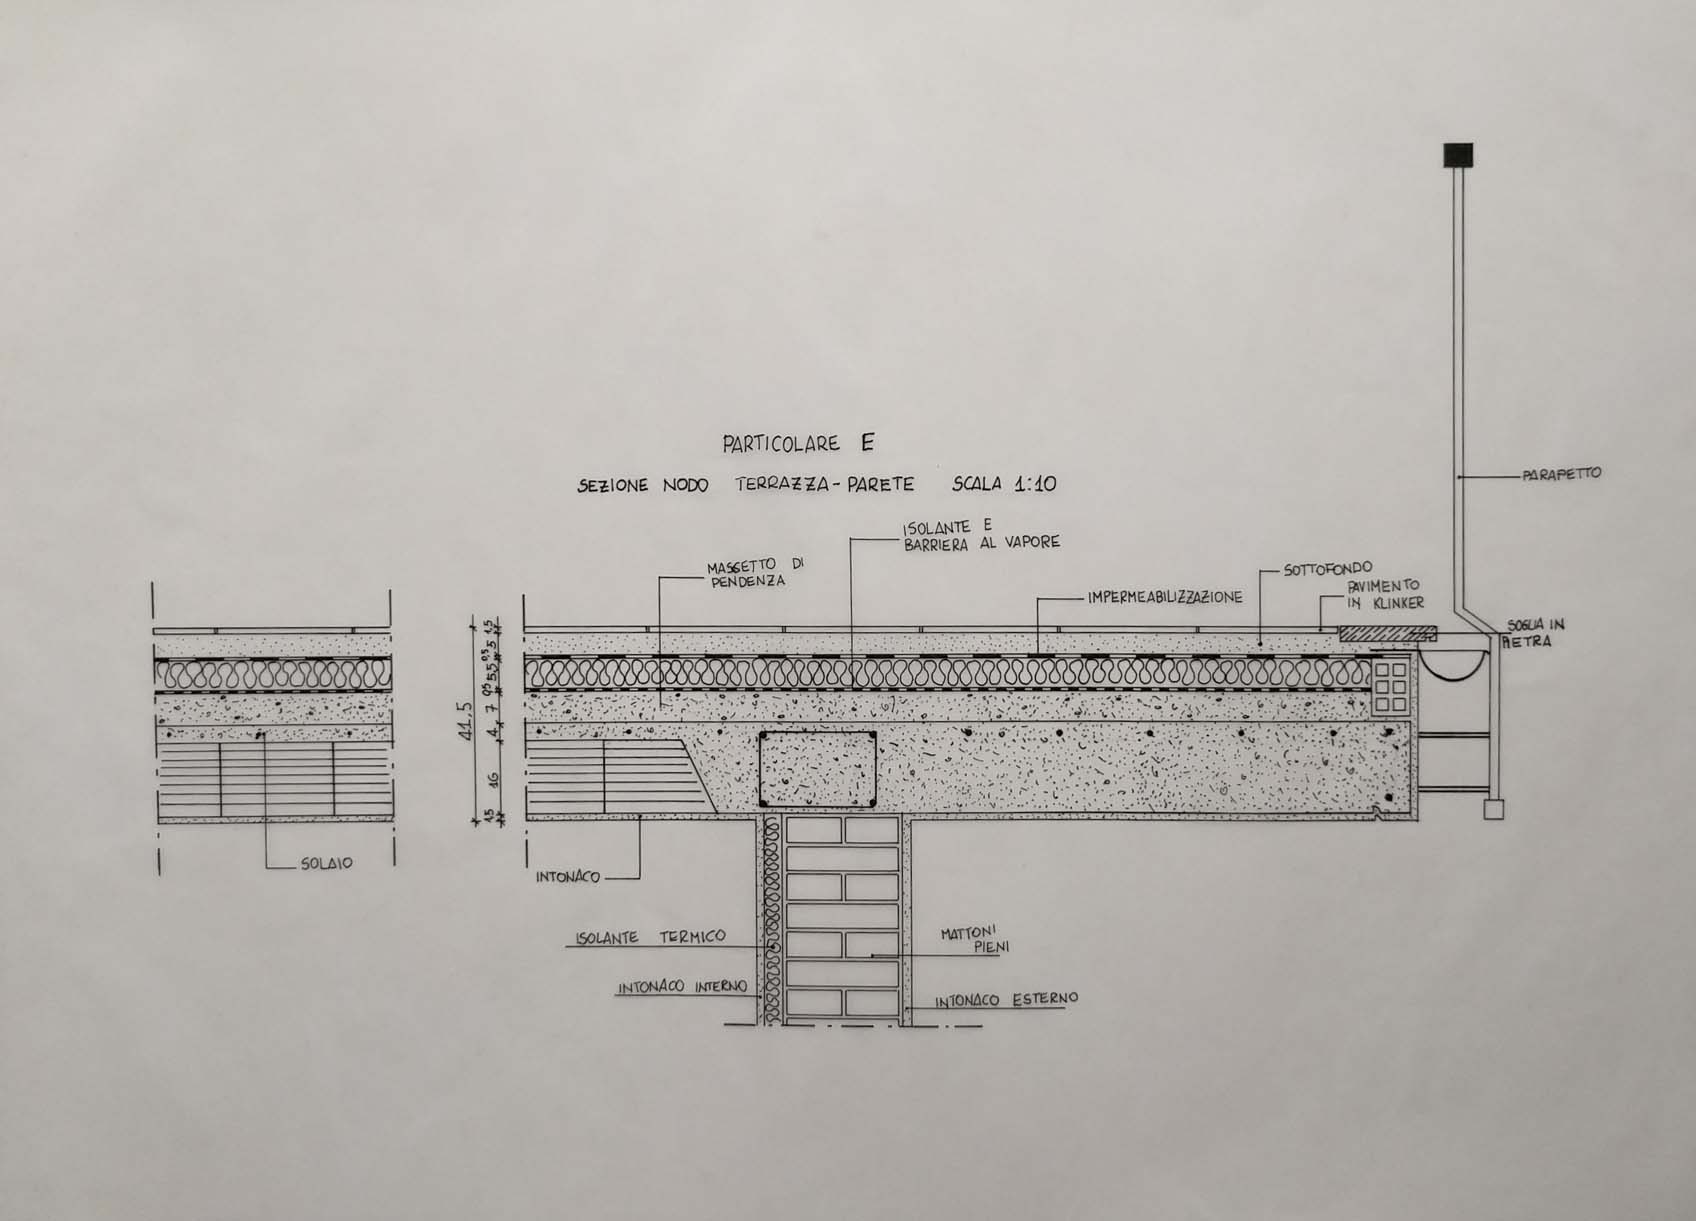 PARTICOLARE E
SEZIONE NODO TERRAZZA-PARETE SCALA 1:10
ISOLANTE E
BARRIERA AL VAPORE
MASSETTO DI
PENDENZA
IMPERMEABILIZZAZIONE
SOTTOFONDO
PAVIMENTO
IN KLINKER
PARAPETTO
SOGLIA IN
PIETRA
41.5
1.5
5
0.5
5.5
0.5
7
4
16
1.5
SOLAIO
INTONACO
ISOLANTE TERMICO
INTONACO INTERNO
MATTONI
PIENI
INTONACO ESTERNO